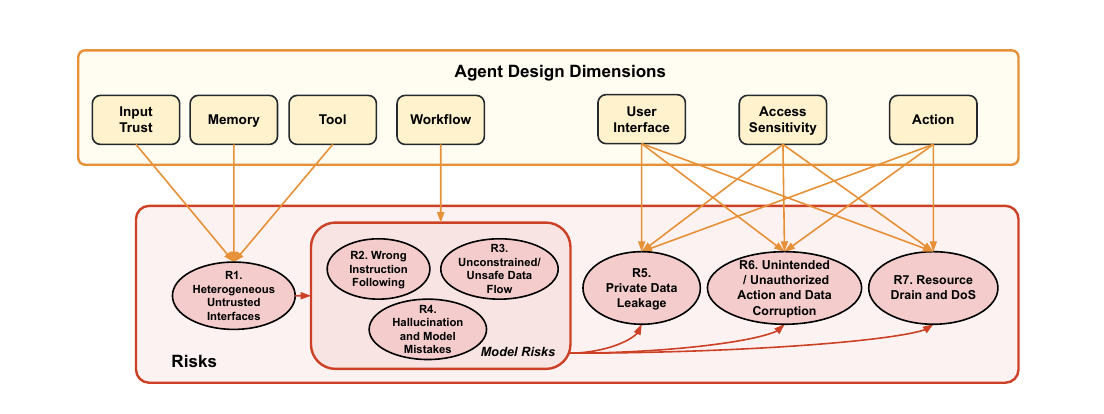 Agent Design Dimensions
Input
Trust
Memory
Tool
Workflow
User
Interface
Access
Sensitivity
Action
R1.
Heterogeneous
Untrusted
Interfaces
R2. Wrong
Instruction
Following
R3.
Unconstrained/
Unsafe Data
Flow
R4.
Hallucination
and Model
Mistakes
Model Risks
R5.
Private Data
Leakage
R6. Unintended
/ Unauthorized
Action and Data
Corruption
R7. Resource
Drain and DoS
Risks